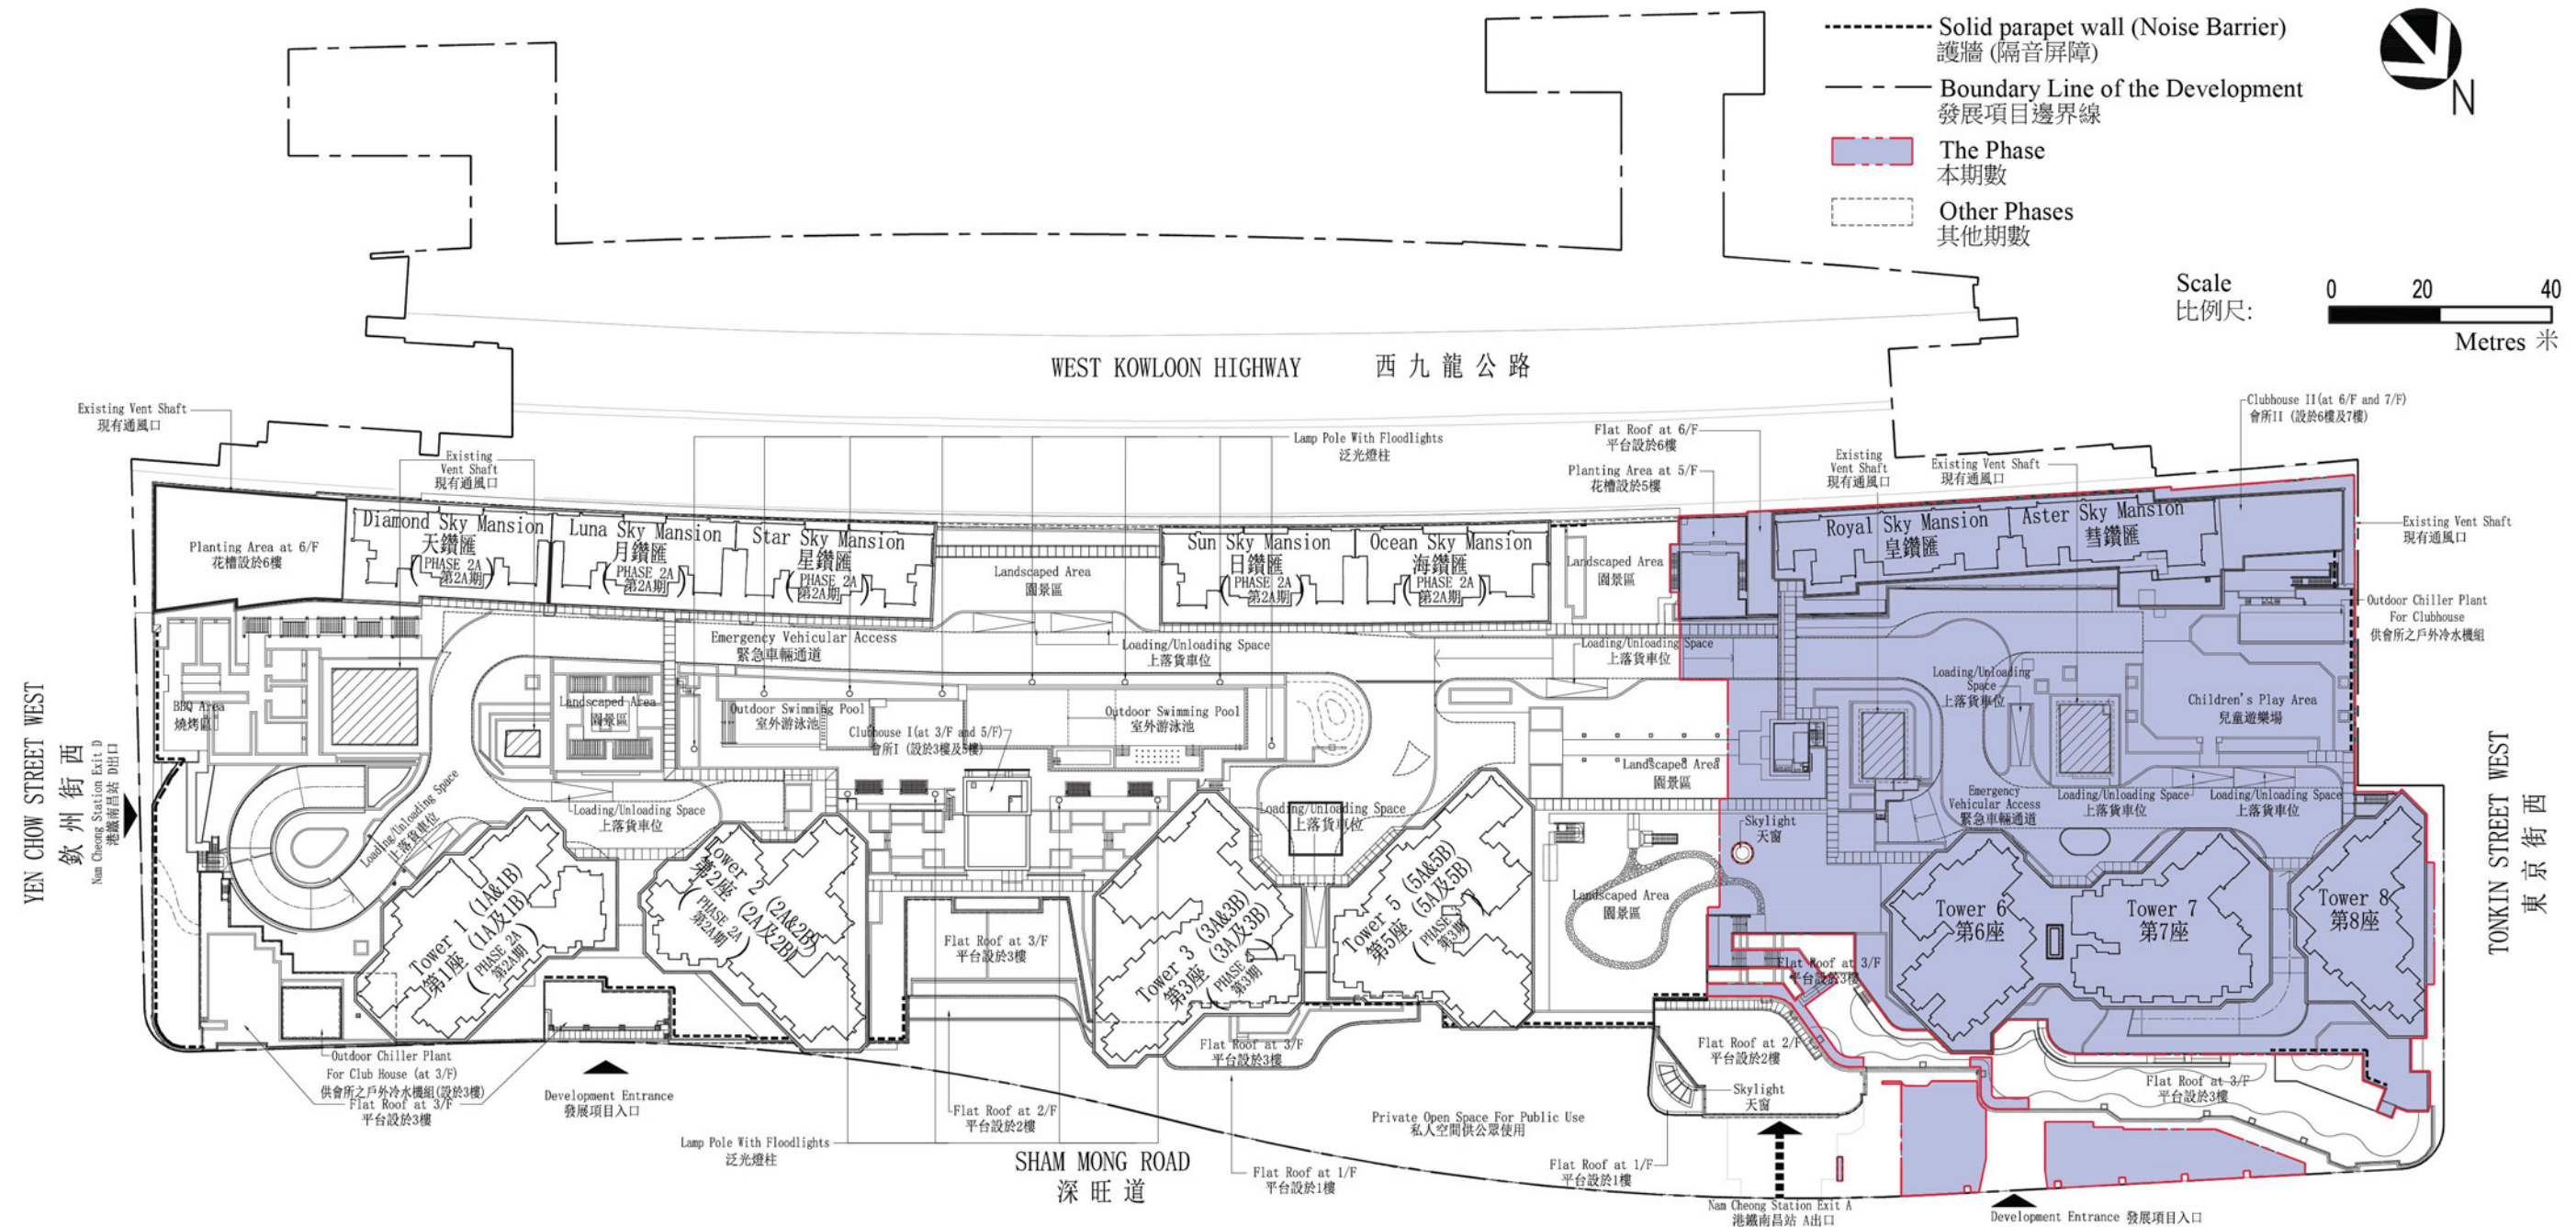 Solid parapet wall (Noise Barrier)
護牆 (隔音屏障)
Boundary Line of the Development
發展項目邊界線
The Phase
本期數
Other Phases
其他期數
N
Scale
比例尺:
0 20 40
Metres 米
WEST KOWLOON HIGHWAY 西九龍公路
Existing Vent Shaft
現有通風口
Existing
Vent Shaft
現有通風口
Lamp Pole With Floodlights
泛光燈柱
Flat Roof at 6/F
平台設於6樓
Planting Area at 5/F
花槽設於5樓
Existing
Vent Shaft
現有通風口
Existing Vent Shaft
現有通風口
Clubhouse II(at 6/F and 7/F)
會所II (設於6樓及7樓)
Existing Vent Shaft
現有通風口
Planting Area at 6/F
花槽設於6樓
Diamond Sky Mansion
天鑽匯
(PHASE 2A
第2A期)
Luna Sky Mansion
月鑽匯
(PHASE 2A
第2A期)
Star Sky Mansion
星鑽匯
(PHASE 2A
第2A期)
Landscaped Area
園景區
Sun Sky Mansion
日鑽匯
(PHASE 2A
第2A期)
Ocean Sky Mansion
海鑽匯
(PHASE 2A
第2A期)
Landscaped Area
園景區
Royal Sky Mansion
皇鑽匯
Aster Sky Mansion
彗鑽匯
Outdoor Chiller Plant
For Clubhouse
供會所之戶外冷水機組
Emergency Vehicular Access
緊急車輛通道
Loading/Unloading Space
上落貨車位
Loading/Unloading Space
上落貨車位
Loading/Unloading
Space
上落貨車位
Children's Play Area
兒童遊樂場
BBQ Area
燒烤區
Landscaped Area
園景區
Outdoor Swimming Pool
室外游泳池
Clubhouse I(at 3/F and 5/F)
會所I (設於3樓及5樓)
Outdoor Swimming Pool
室外游泳池
Landscaped Area
園景區
YEN CHOW STREET WEST
欽州街西
Nam Cheong Station Exit D
港鐵南昌站 D出口
Loading/Unloading Space
上落貨車位
Loading/Unloading Space
上落貨車位
Loading/Unloading Space
上落貨車位
Skylight
天窗
Emergency
Vehicular Access
緊急車輛通道
Loading/Unloading Space
上落貨車位
Loading/Unloading Space
上落貨車位
TONKIN STREET WEST
東京街西
Tower 1 (1A&1B)
第1座 (1A及1B)
(PHASE 2A
第2A期)
Tower 2 (2A&2B)
第2座 (2A及2B)
(PHASE 2A
第2A期)
Flat Roof at 3/F
平台設於3樓
Tower 3 (3A&3B)
第3座 (3A及3B)
(PHASE
第3期)
Tower 5 (5A&5B)
第5座 (5A及5B)
(PHASE
第3期)
Landscaped Area
園景區
Tower 6
第6座
Tower 7
第7座
Tower 8
第8座
Flat Roof at 3/F
平台設於3樓
Outdoor Chiller Plant
For Club House (at 3/F)
供會所之戶外冷水機組(設於3樓)
Flat Roof at 3/F
平台設於3樓
Development Entrance
發展項目入口
Lamp Pole With Floodlights
泛光燈柱
Flat Roof at 2/F
平台設於2樓
Flat Roof at 3/F
平台設於3樓
SHAM MONG ROAD
深旺道
Flat Roof at 1/F
平台設於1樓
Private Open Space For Public Use
私人空間供公眾使用
Flat Roof at 2/F
平台設於2樓
Skylight
天窗
Flat Roof at 1/F
平台設於1樓
Nam Cheong Station Exit A
港鐵南昌站 A出口
Flat Roof at 3/F
平台設於3樓
Development Entrance 發展項目入口